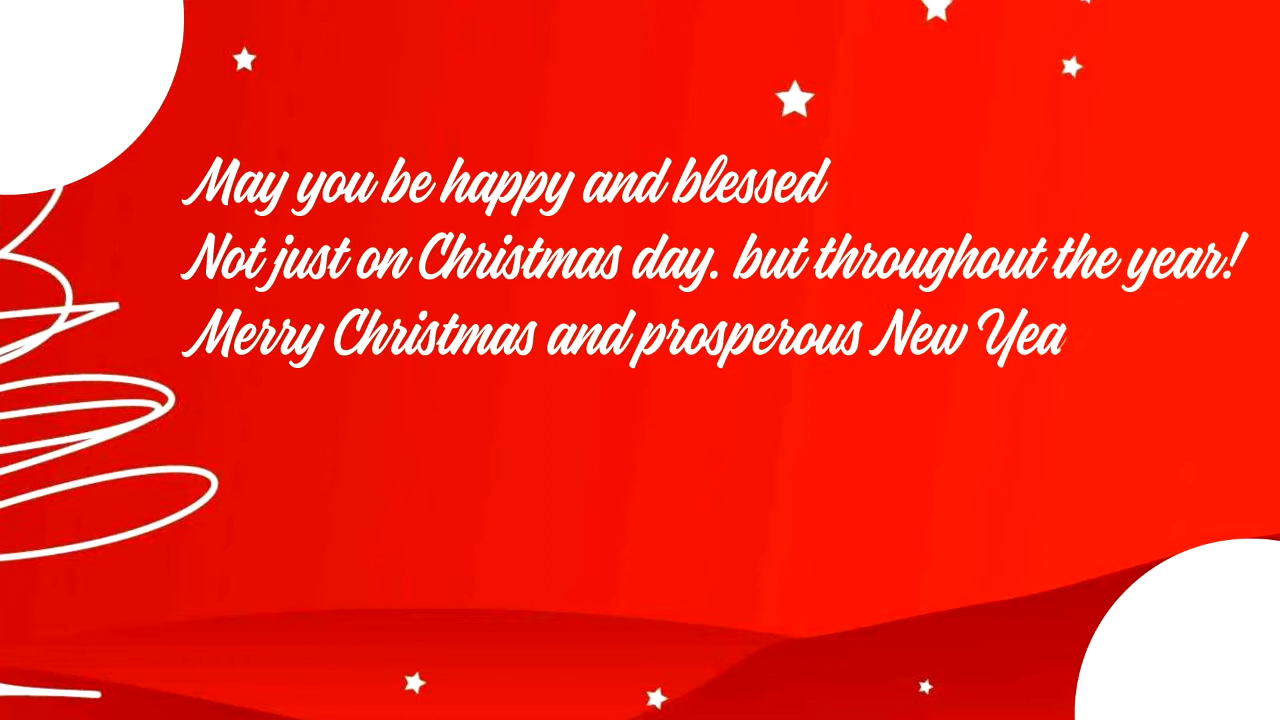 May you be happy and blessed
Not just on Christmas day. but throughout the year!
Merry Christmas and prosperous New Yea